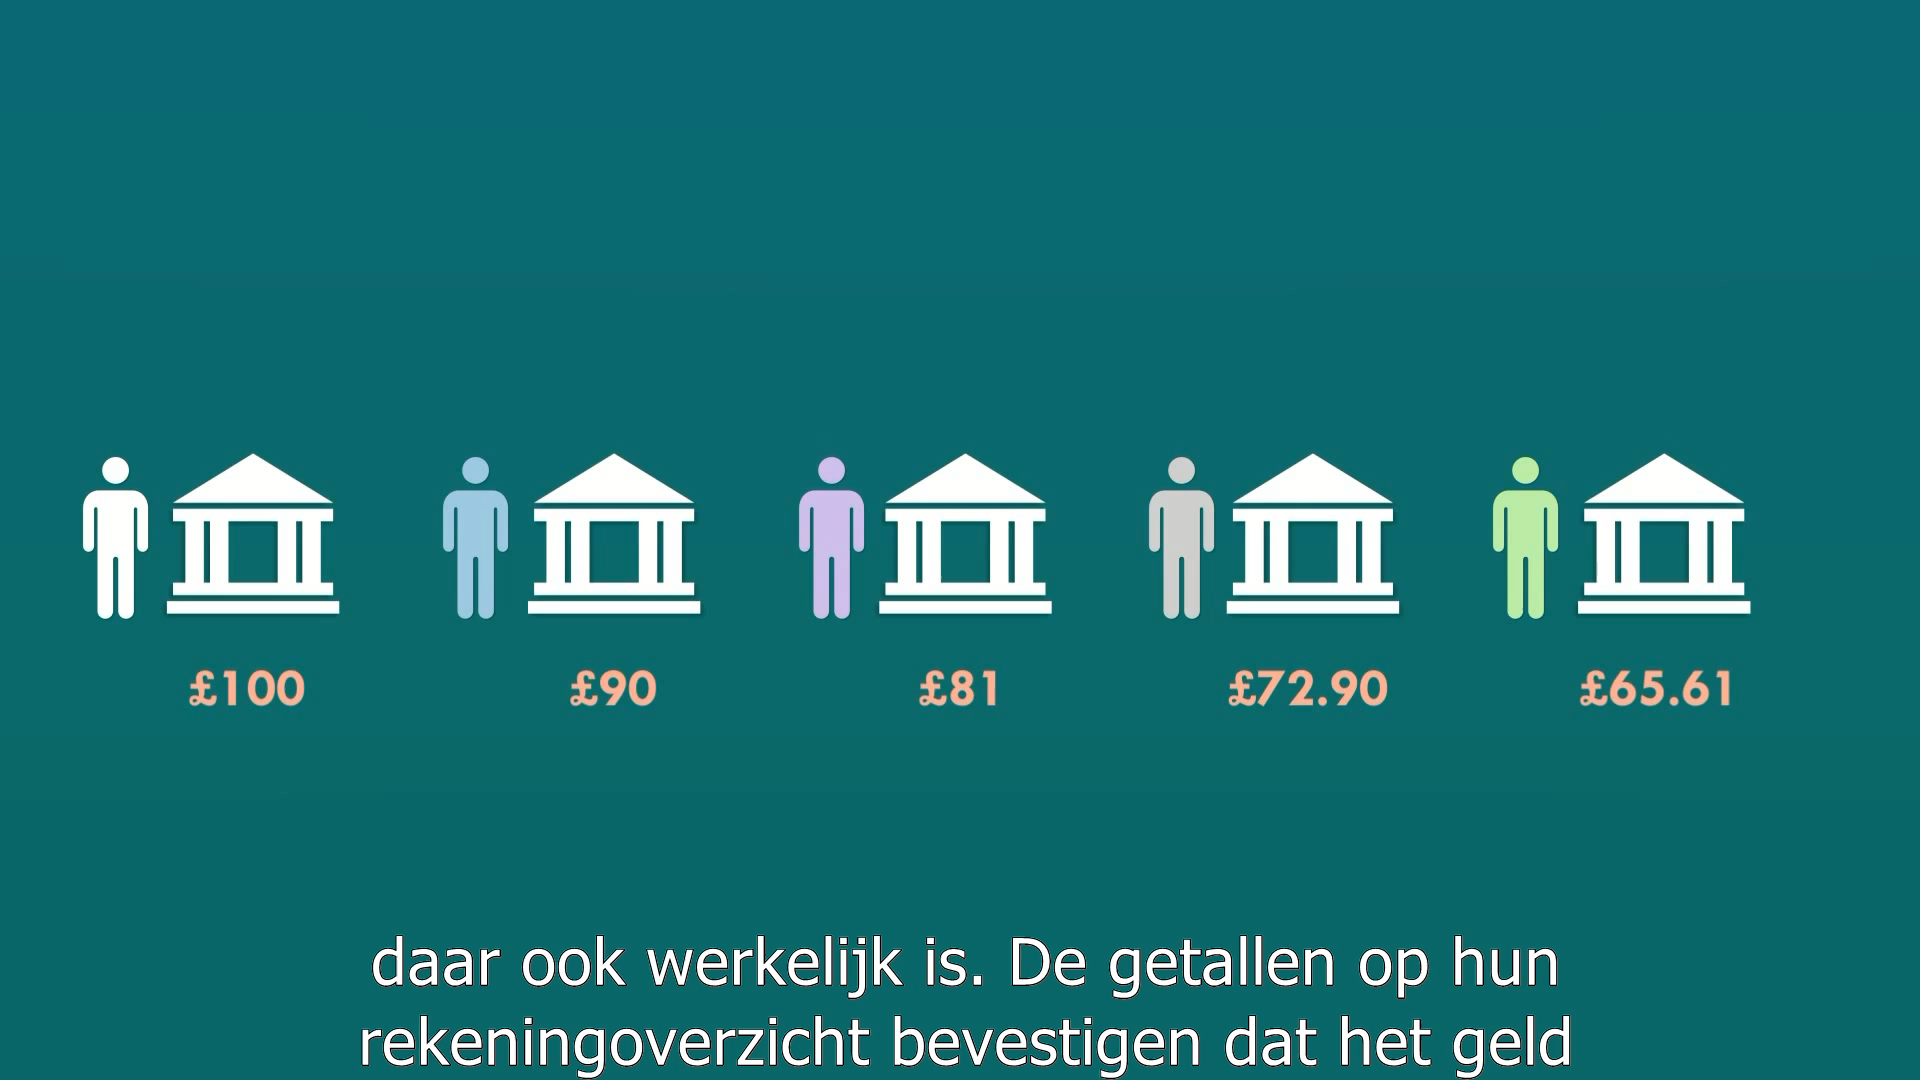 £100 £90 £81 £72.90 £65.61
daar ook werkelijk is. De getallen op hun
rekeningoverzicht bevestigen dat het geld